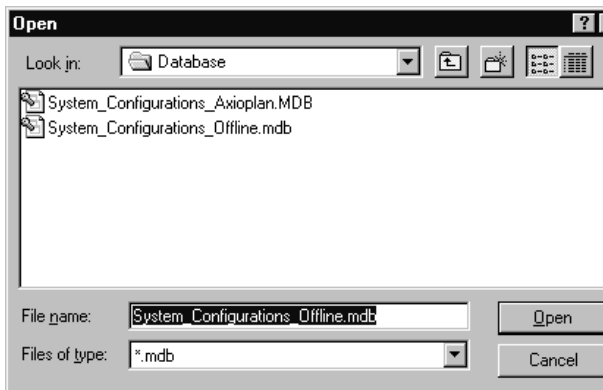 Open
Look in: Database
System_Configurations_Axioplan.MDB
System_Configurations_Offline.mdb
File name: System_Configurations_Offline.mdb Open
Files of type: *.mdb Cancel